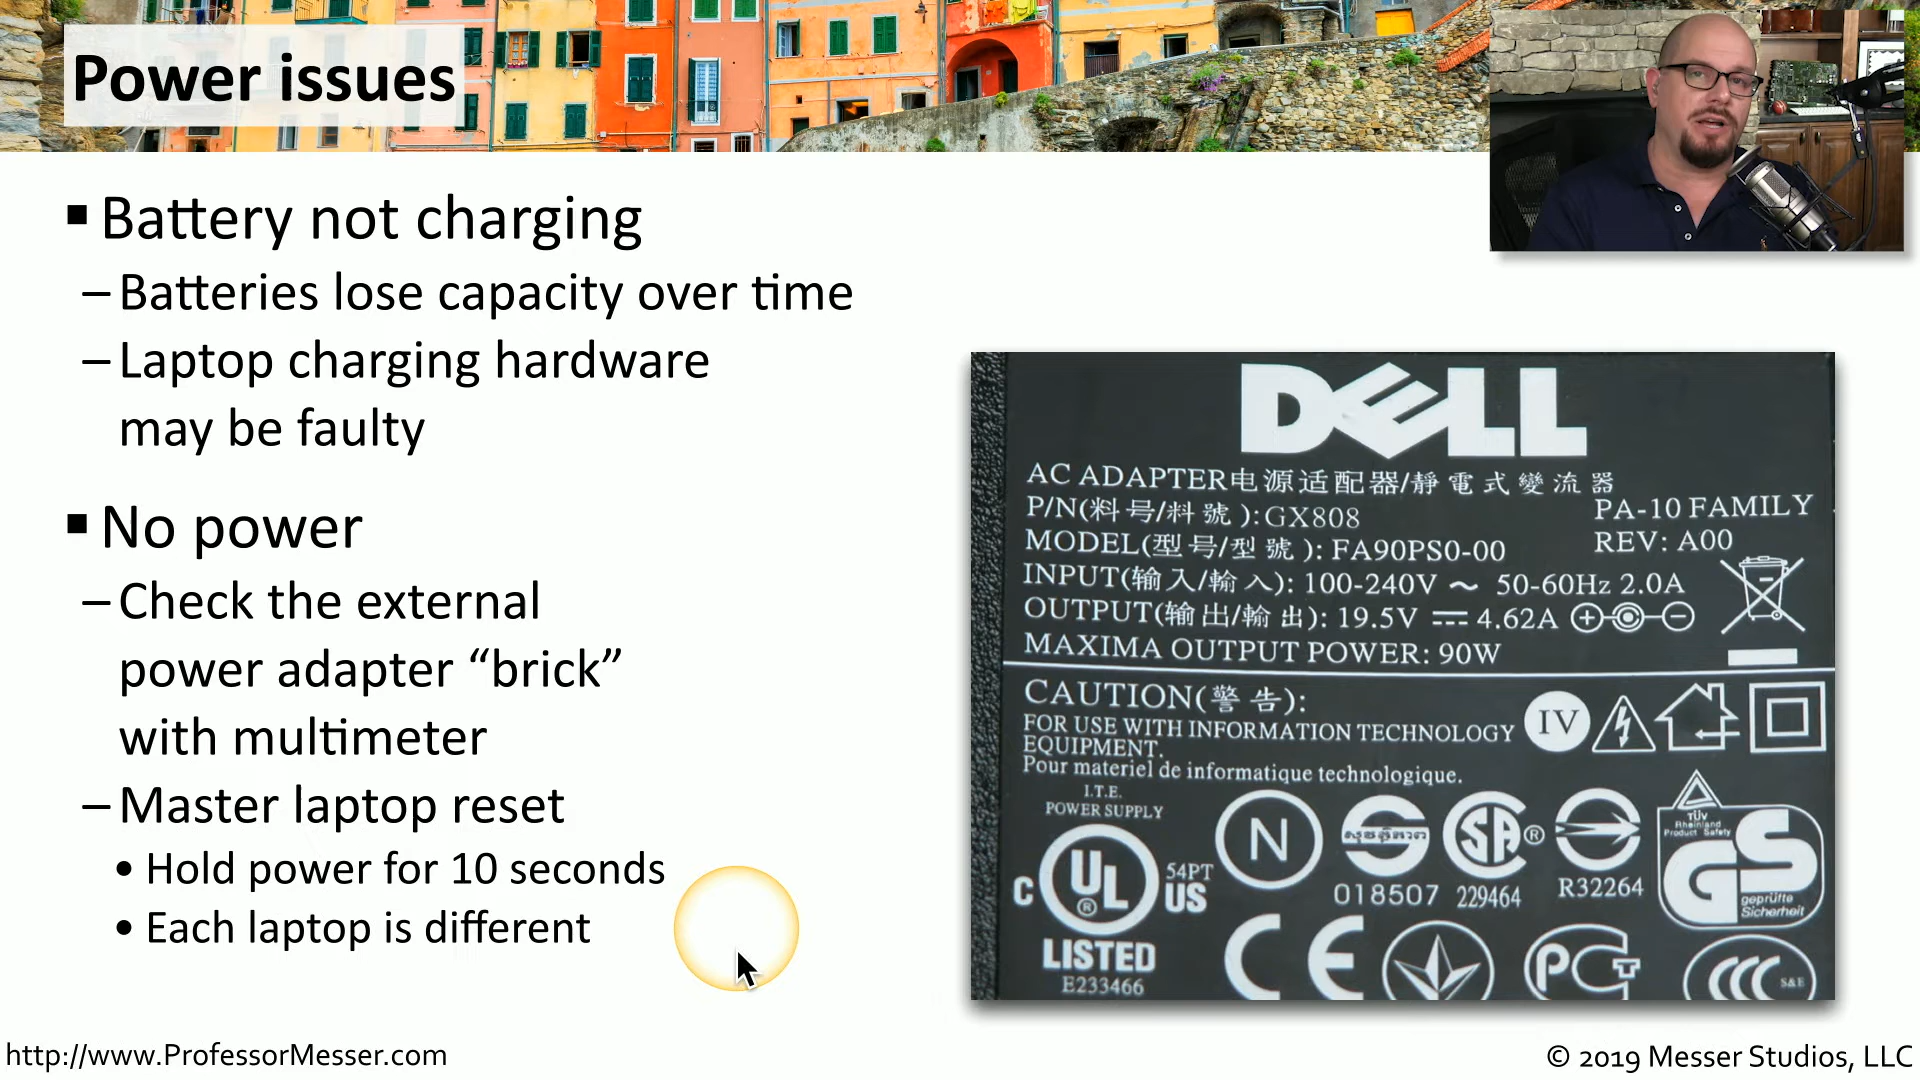 Power issues
▪ Battery not charging
– Batteries lose capacity over time
– Laptop charging hardware
may be faulty
▪ No power
– Check the external
power adapter “brick”
with multimeter
– Master laptop reset
• Hold power for 10 seconds
• Each laptop is different
DELL
AC ADAPTER电源适配器/靜電式變流器
P/N(料号/料號):GX808
PA-10 FAMILY
MODEL(型号/型號): FA90PS0-00
REV: A00
INPUT(输入/輸入): 100-240V ~ 50-60Hz 2.0A
OUTPUT(输出/輸出): 19.5V ⎓ 4.62A
MAXIMA OUTPUT POWER: 90W
CAUTION(警告):
FOR USE WITH INFORMATION TECHNOLOGY
EQUIPMENT.
Pour materiel de informatique technologique.
IV
I.T.E.
POWER SUPPLY
C UL ® US
54PT
LISTED
E233466
N
018507
SA ®
229464
R32264
TÜV
Rheinland
Product Safety
GS
geprüfte
Sicherheit
CE
PCT
CCC
S&E
http://www.ProfessorMesser.com
© 2019 Messer Studios, LLC